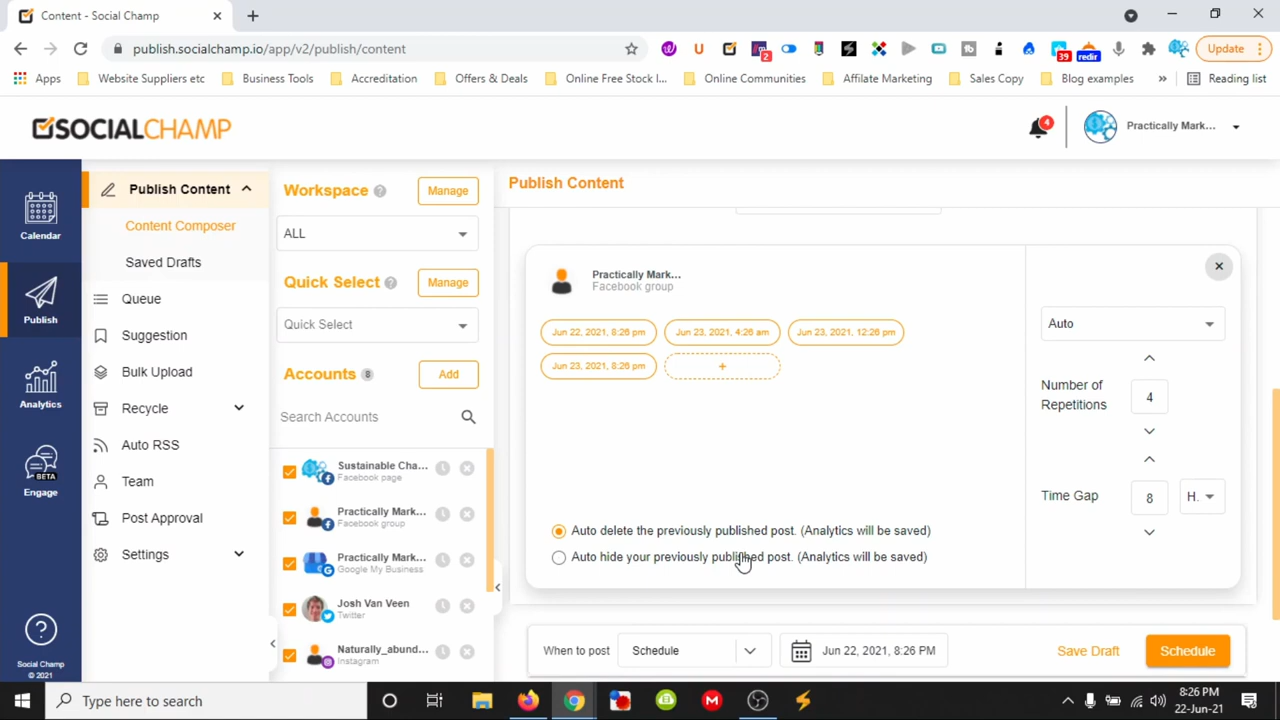 Content - Social Champ
publish.socialchamp.io/app/v2/publish/content
2
39
redir
Update
Apps
Website Suppliers etc
Business Tools
Accreditation
Offers & Deals
Online Free Stock I...
Online Communities
Affilate Marketing
Sales Copy
Blog examples
»
Reading list
SOCIALCHAMP
4
Practically Mark...
Calendar
Publish
Analytics
BETA
Engage
Social Champ
© 2021
Publish Content
Content Composer
Saved Drafts
Queue
Suggestion
Bulk Upload
Recycle
Auto RSS
Team
Post Approval
Settings
Workspace
Manage
ALL
Quick Select
Manage
Quick Select
Accounts 8
Add
Search Accounts
Sustainable Cha...
Facebook page
Practically Mark...
Facebook group
Practically Mark...
Google My Business
Josh Van Veen
Twitter
Naturally_abund...
Instagram
Publish Content
Practically Mark...
Facebook group
Jun 22, 2021, 8:26 pm
Jun 23, 2021, 4:26 am
Jun 23, 2021, 12:26 pm
Jun 23, 2021, 8:26 pm
+
Auto
Number of
Repetitions
4
Time Gap
8
H.
Auto delete the previously published post. (Analytics will be saved)
Auto hide your previously published post. (Analytics will be saved)
When to post
Schedule
Jun 22, 2021, 8:26 PM
Save Draft
Schedule
Type here to search
8:26 PM
22-Jun-21